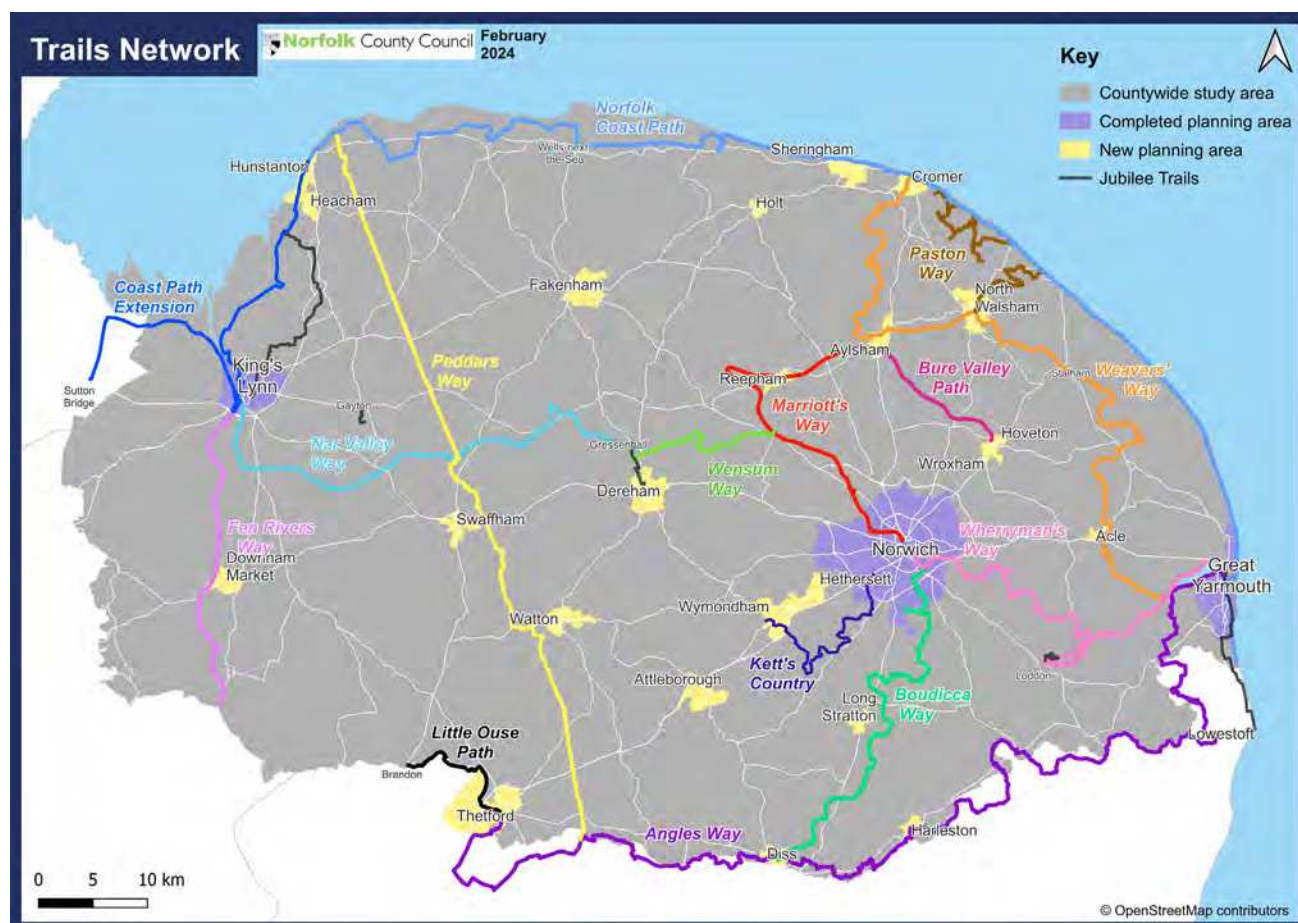 Trails Network
Norfolk County Council
February
2024
Key
Countywide study area
Completed planning area
New planning area
Jubilee Trails
Norfolk
Coast Path
Wells-next
-the-Sea
Sheringham
Cromer
Hunstanton
Heacham
Holt
Paston
Way
Coast Path
Extension
Fakenham
North
Walsham
King's
Lynn
Peddars
Way
Aylsham
Reepham
Bure Valley
Path
Stalham
Weavers'
Way
Sutton
Bridge
Gayton
Marriott's
Way
Hoveton
Nar Valley
Way
Gressenhall
Wroxham
Wensum
Way
Dereham
Swaffham
Fen Rivers
Way
Norwich
Wherryman's
Way
Acle
Downham
Market
Hethersett
Great
Yarmouth
Watton
Wymondham
Kett's
Country
Loddon
Attleborough
Long
Stratton
Boudicca
Way
Lowestoft
Little Ouse
Path
Brandon
Thetford
Angles Way
Harleston
Diss
0 5 10 km
© OpenStreetMap contributors